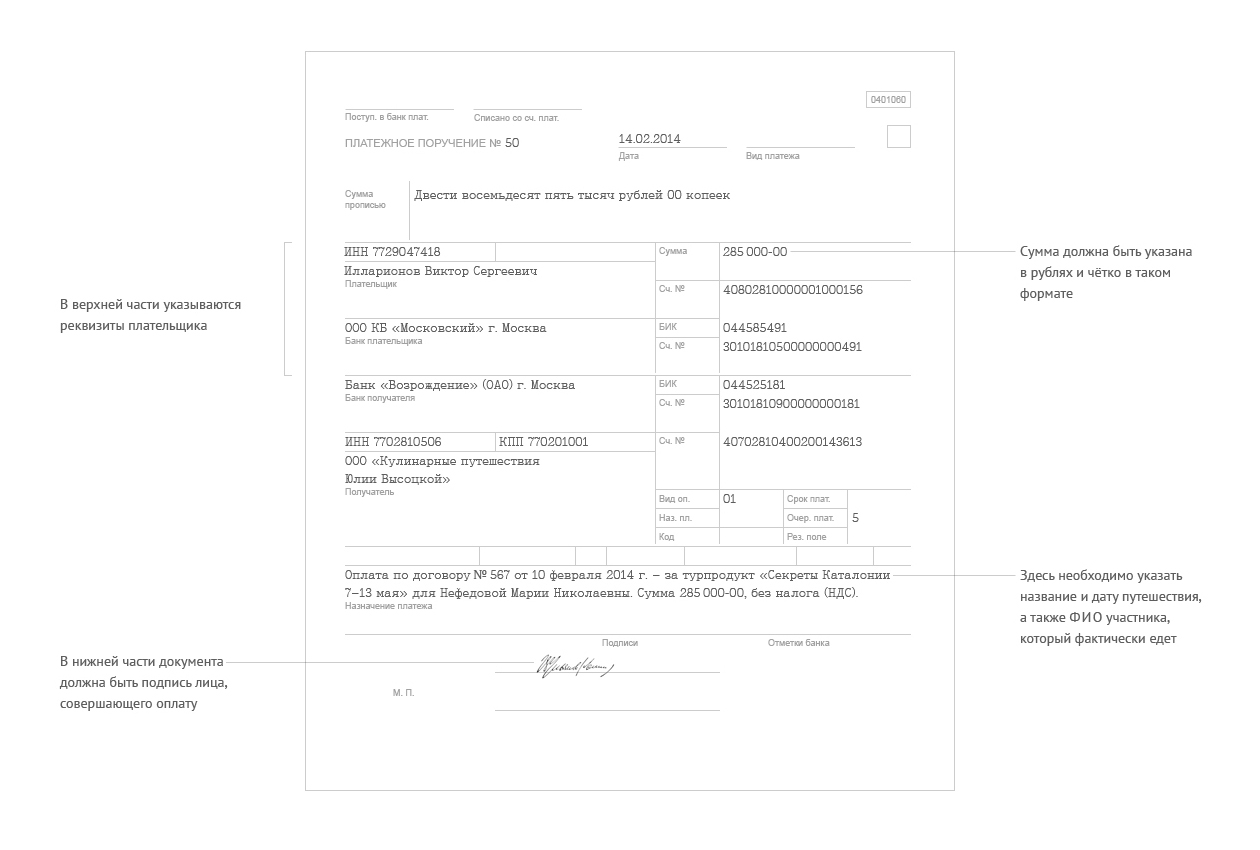 0401060
Поступ. в банк плат.
Списано со сч. плат.
ПЛАТЕЖНОЕ ПОРУЧЕНИЕ № 50
14.02.2014
Дата
Вид платежа
Сумма
прописью
Двести восемьдесят пять тысяч рублей 00 копеек
ИНН 7729047418
Сумма
285 000-00
Илларионов Виктор Сергеевич
Плательщик
Сч. №
40802810000001000156
ООО КБ «Московский» г. Москва
Банк плательщика
БИК
044585491
Сч. №
30101810500000000491
Банк «Возрождение» (ОАО) г. Москва
Банк получателя
БИК
044525181
Сч. №
30101810900000000181
ИНН 7702810506
КПП 770201001
Сч. №
40702810400200143613
ООО «Кулинарные путешествия
Юлии Высоцкой»
Получатель
Вид оп.
01
Срок плат.
Наз. пл.
Очер. плат.
5
Код
Рез. поле
Оплата по договору № 567 от 10 февраля 2014 г. – за турпродукт «Секреты Каталонии
7–13 мая» для Нефедовой Марии Николаевны. Сумма 285 000-00, без налога (НДС).
Назначение платежа
Подписи
Отметки банка
М. П.
В верхней части указываются
реквизиты плательщика
В нижней части документа
должна быть подпись лица,
совершающего оплату
Сумма должна быть указана
в рублях и чётко в таком
формате
Здесь необходимо указать
название и дату путешествия,
а также ФИО участника,
который фактически едет